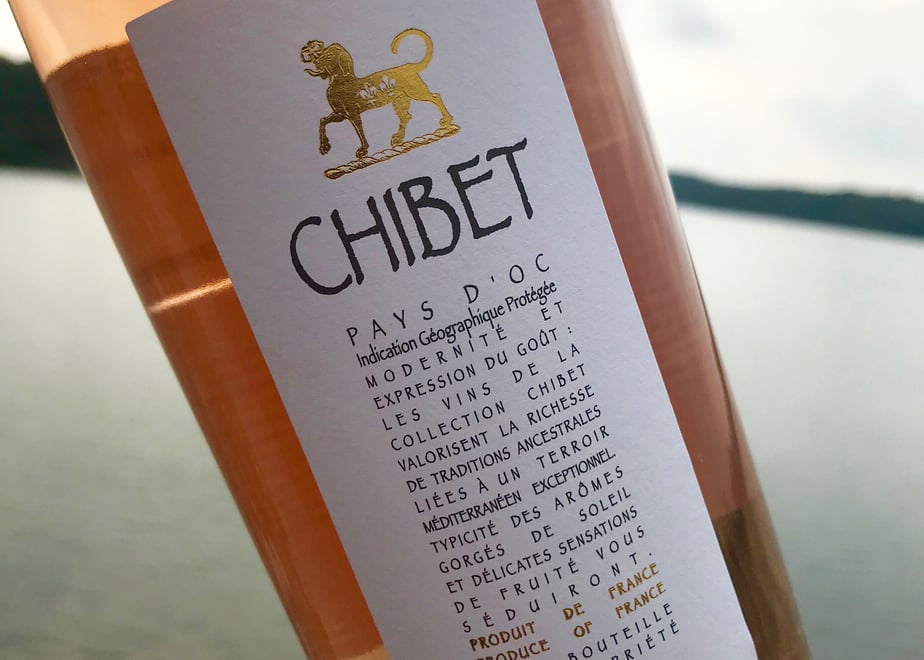 CHIBET
PAYS D'OC
Indication Géographique Protégée
MODERNITÉ ET
EXPRESSION DU GOÛT :
LES VINS DE LA
COLLECTION CHIBET
VALORISENT LA RICHESSE
DE TRADITIONS ANCESTRALES
LIÉES À UN TERROIR
MÉDITERRANÉEN EXCEPTIONNEL
TYPICITÉ DES ARÔMES
GORGÉS DE SOLEIL
ET DÉLICATES SENSATIONS
DE FRUITÉ VOUS
SÉDUIRONT.
PRODUIT DE FRANCE
PRODUCE OF FRANCE
BOUTEILLE